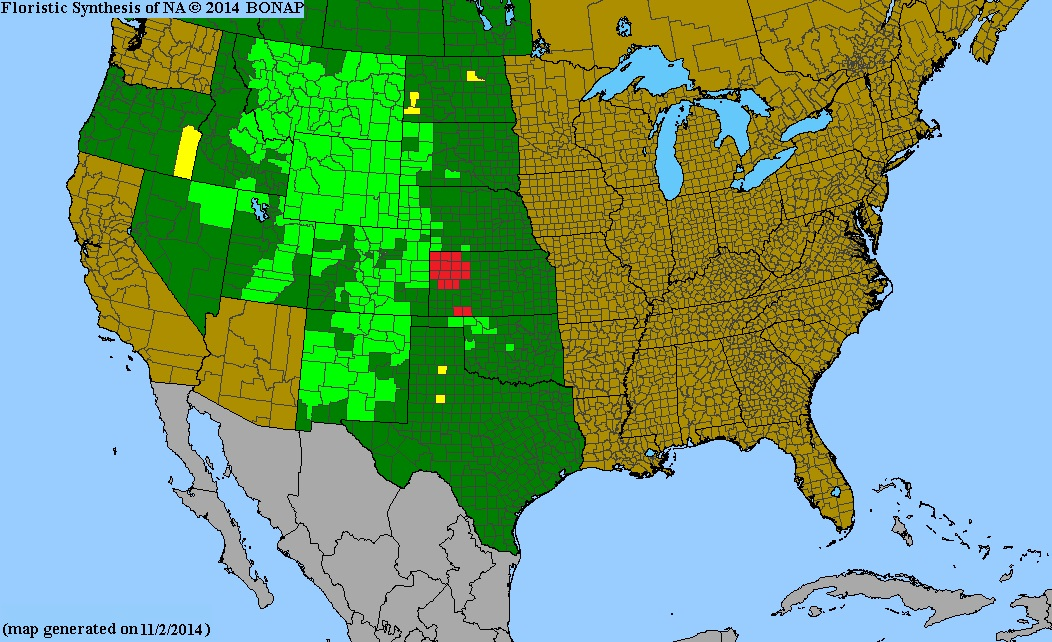 Floristic Synthesis of NA © 2014 BONAP
(map generated on 11/2/2014)